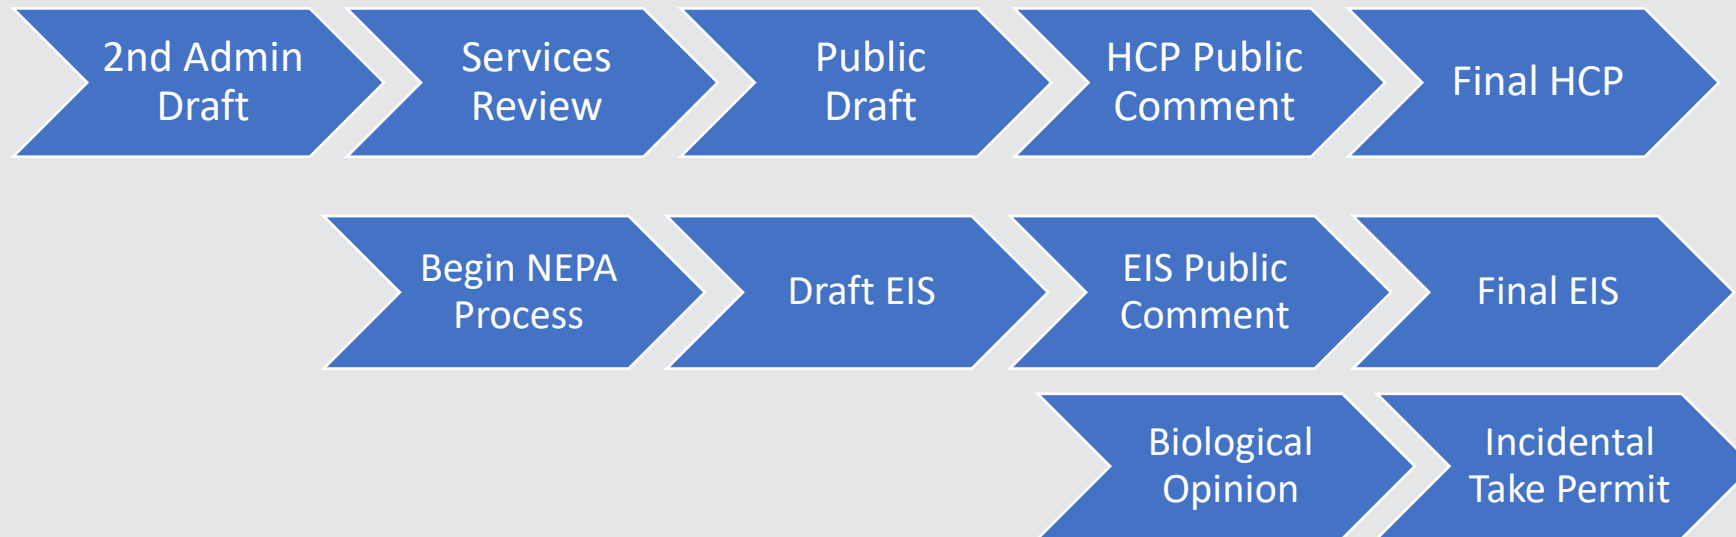 2nd Admin
Draft
Services
Review
Public
Draft
HCP Public
Comment
Final HCP
Begin NEPA
Process
Draft EIS
EIS Public
Comment
Final EIS
Biological
Opinion
Incidental
Take Permit